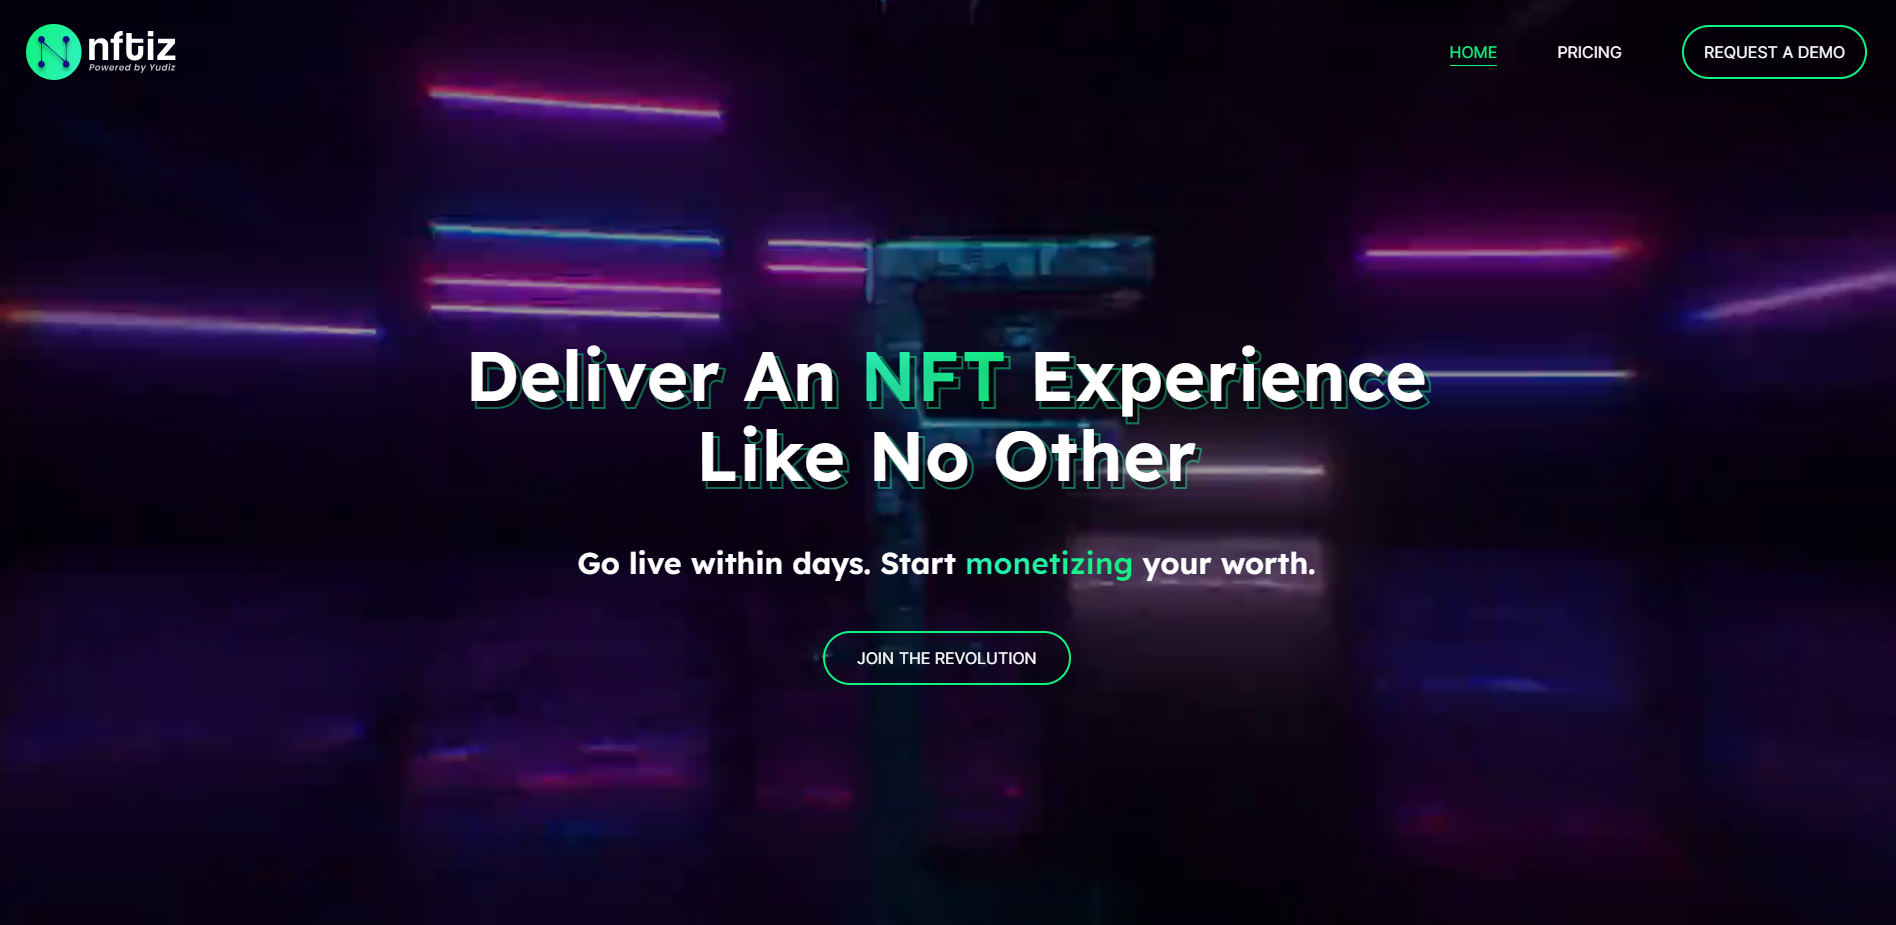 nftiz
Powered by Yudiz
HOME
PRICING
REQUEST A DEMO
Deliver An NFT Experience
Like No Other
Go live within days. Start monetizing your worth.
JOIN THE REVOLUTION